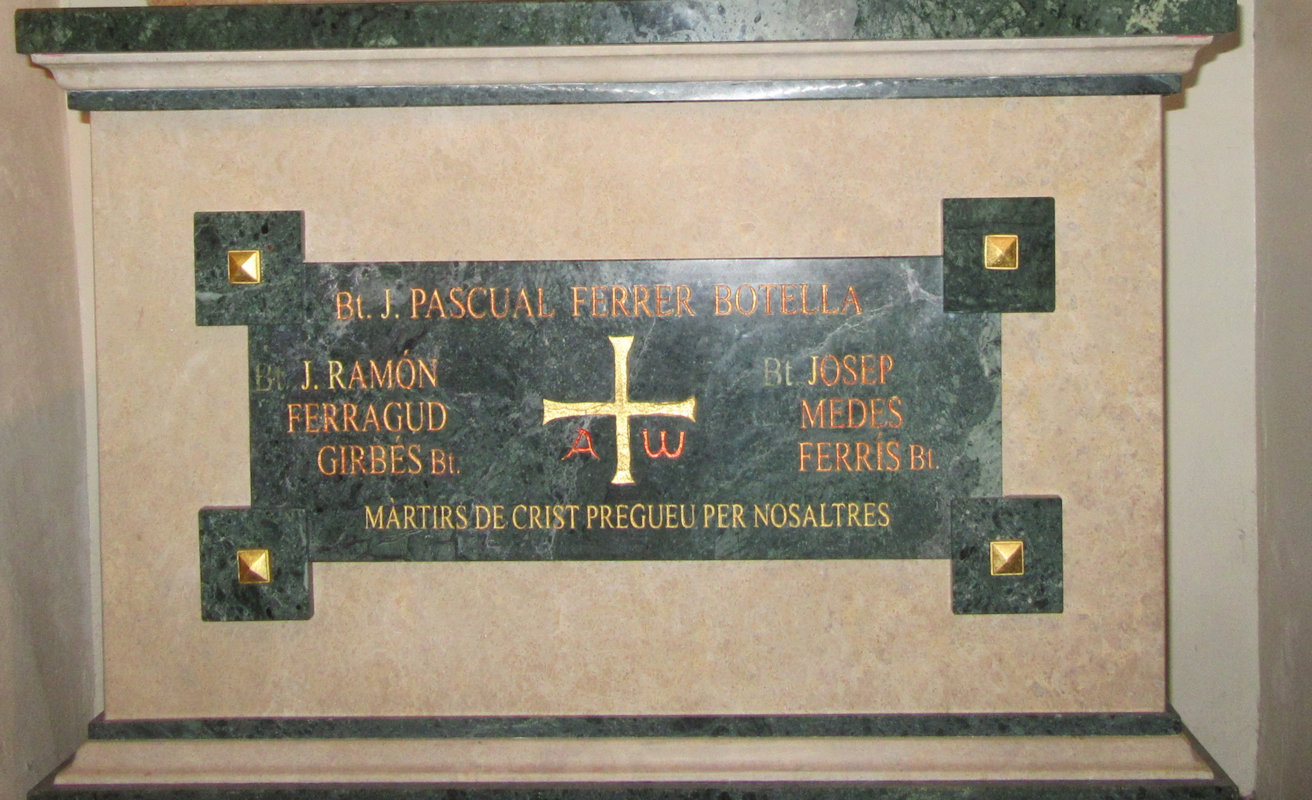 Bt. J. PASCUAL FERRER BOTELLA
Bt. J. RAMÓN
FERRAGUD
GIRBÉS Bt.
A W
Bt. JOSEP
MEDES
FERRÍS Bt.
MÀRTIRS DE CRIST PREGUEU PER NOSALTRES